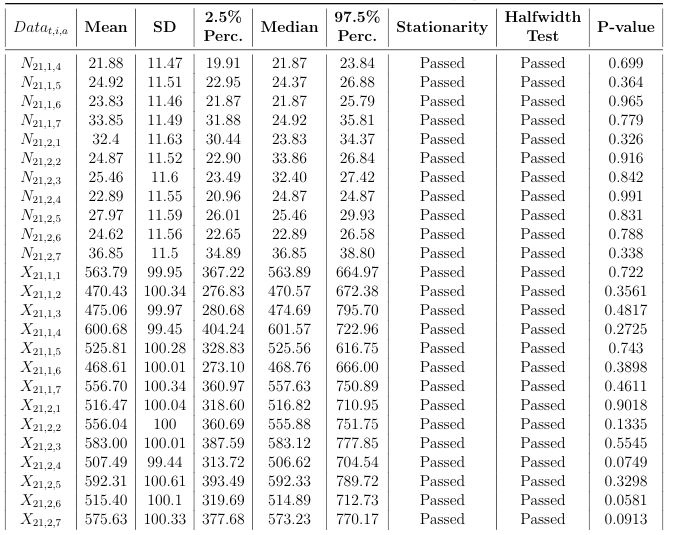 Data_{t,i,a} | Mean | SD | 2.5% Perc. | Median | 97.5% Perc. | Stationarity | Halfwidth Test | P-value
N_{21,1,4} | 21.88 | 11.47 | 19.91 | 21.87 | 23.84 | Passed | Passed | 0.699
N_{21,1,5} | 24.92 | 11.51 | 22.95 | 24.37 | 26.88 | Passed | Passed | 0.364
N_{21,1,6} | 23.83 | 11.46 | 21.87 | 21.87 | 25.79 | Passed | Passed | 0.965
N_{21,1,7} | 33.85 | 11.49 | 31.88 | 24.92 | 35.81 | Passed | Passed | 0.779
N_{21,2,1} | 32.4 | 11.63 | 30.44 | 23.83 | 34.37 | Passed | Passed | 0.326
N_{21,2,2} | 24.87 | 11.52 | 22.90 | 33.86 | 26.84 | Passed | Passed | 0.916
N_{21,2,3} | 25.46 | 11.6 | 23.49 | 32.40 | 27.42 | Passed | Passed | 0.842
N_{21,2,4} | 22.89 | 11.55 | 20.96 | 24.87 | 24.87 | Passed | Passed | 0.991
N_{21,2,5} | 27.97 | 11.59 | 26.01 | 25.46 | 29.93 | Passed | Passed | 0.831
N_{21,2,6} | 24.62 | 11.56 | 22.65 | 22.89 | 26.58 | Passed | Passed | 0.788
N_{21,2,7} | 36.85 | 11.5 | 34.89 | 36.85 | 38.80 | Passed | Passed | 0.338
X_{21,1,1} | 563.79 | 99.95 | 367.22 | 563.89 | 664.97 | Passed | Passed | 0.722
X_{21,1,2} | 470.43 | 100.34 | 276.83 | 470.57 | 672.38 | Passed | Passed | 0.3561
X_{21,1,3} | 475.06 | 99.97 | 280.68 | 474.69 | 795.70 | Passed | Passed | 0.4817
X_{21,1,4} | 600.68 | 99.45 | 404.24 | 601.57 | 722.96 | Passed | Passed | 0.2725
X_{21,1,5} | 525.81 | 100.28 | 328.83 | 525.56 | 616.75 | Passed | Passed | 0.743
X_{21,1,6} | 468.61 | 100.01 | 273.10 | 468.76 | 666.00 | Passed | Passed | 0.3898
X_{21,1,7} | 556.70 | 100.34 | 360.97 | 557.63 | 750.89 | Passed | Passed | 0.4611
X_{21,2,1} | 516.47 | 100.04 | 318.60 | 516.82 | 710.95 | Passed | Passed | 0.9018
X_{21,2,2} | 556.04 | 100 | 360.69 | 555.88 | 751.75 | Passed | Passed | 0.1335
X_{21,2,3} | 583.00 | 100.01 | 387.59 | 583.12 | 777.85 | Passed | Passed | 0.5545
X_{21,2,4} | 507.49 | 99.44 | 313.72 | 506.62 | 704.54 | Passed | Passed | 0.0749
X_{21,2,5} | 592.31 | 100.61 | 393.49 | 592.33 | 789.72 | Passed | Passed | 0.3298
X_{21,2,6} | 515.40 | 100.1 | 319.69 | 514.89 | 712.73 | Passed | Passed | 0.0581
X_{21,2,7} | 575.63 | 100.33 | 377.68 | 573.23 | 770.17 | Passed | Passed | 0.0913